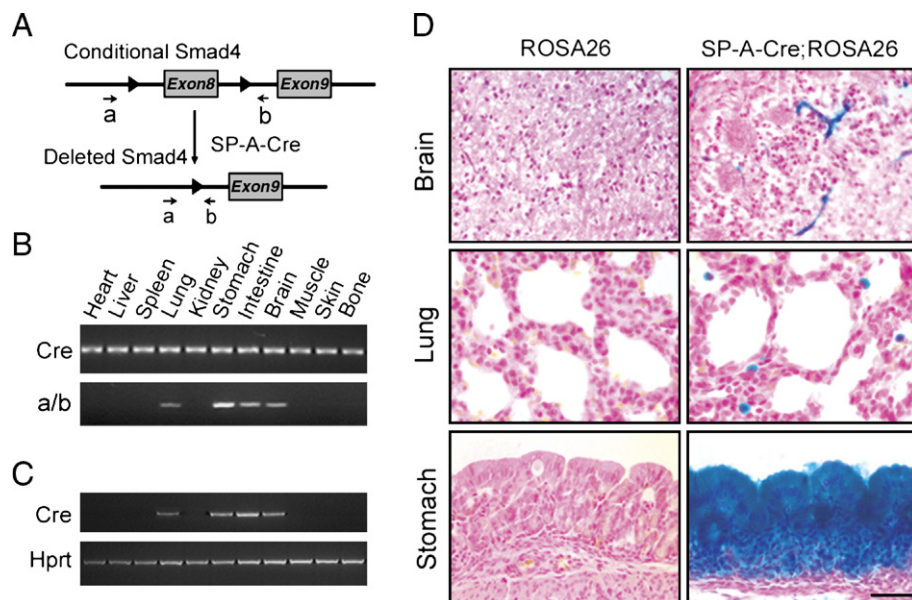 A
Conditional Smad4
Exon8
Exon9
a
b
SP-A-Cre
Deleted Smad4
Exon9
a
b
B
Heart
Liver
Spleen
Lung
Kidney
Stomach
Intestine
Brain
Muscle
Skin
Bone
Cre
a/b
C
Cre
Hprt
D
ROSA26
SP-A-Cre;ROSA26
Brain
Lung
Stomach